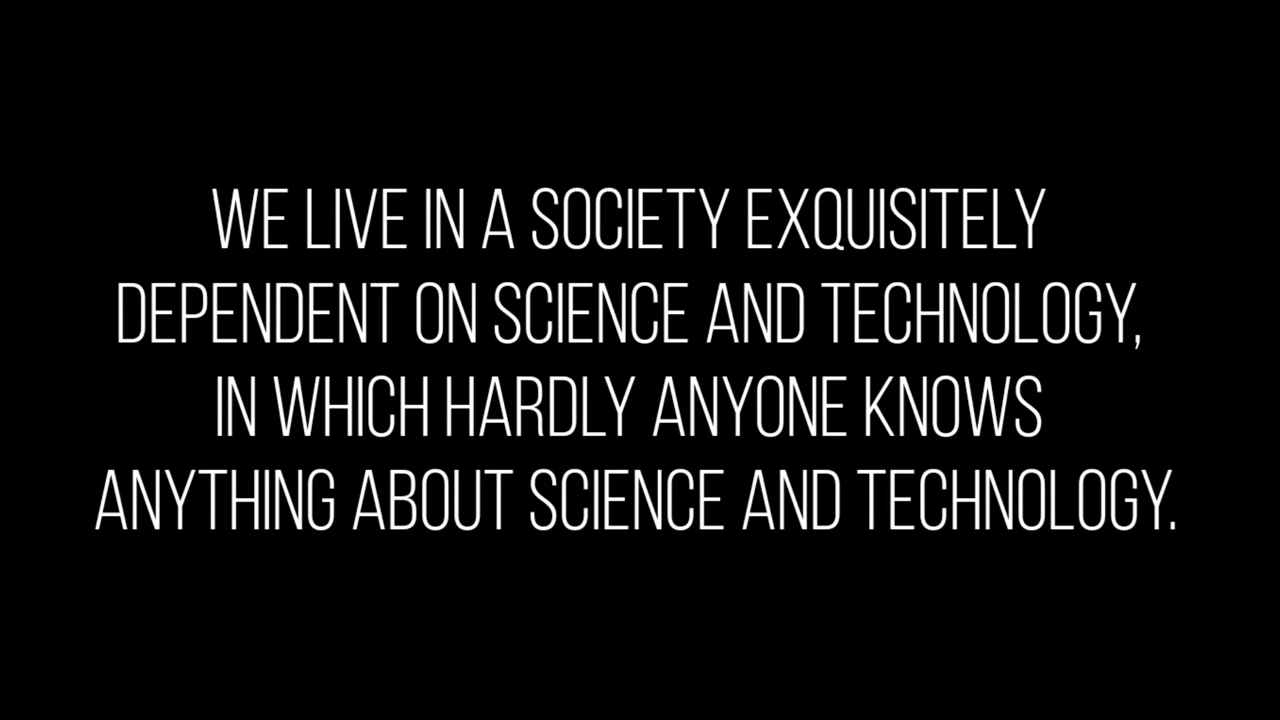 WE LIVE IN A SOCIETY EXQUISITELY
DEPENDENT ON SCIENCE AND TECHNOLOGY,
IN WHICH HARDLY ANYONE KNOWS
ANYTHING ABOUT SCIENCE AND TECHNOLOGY.